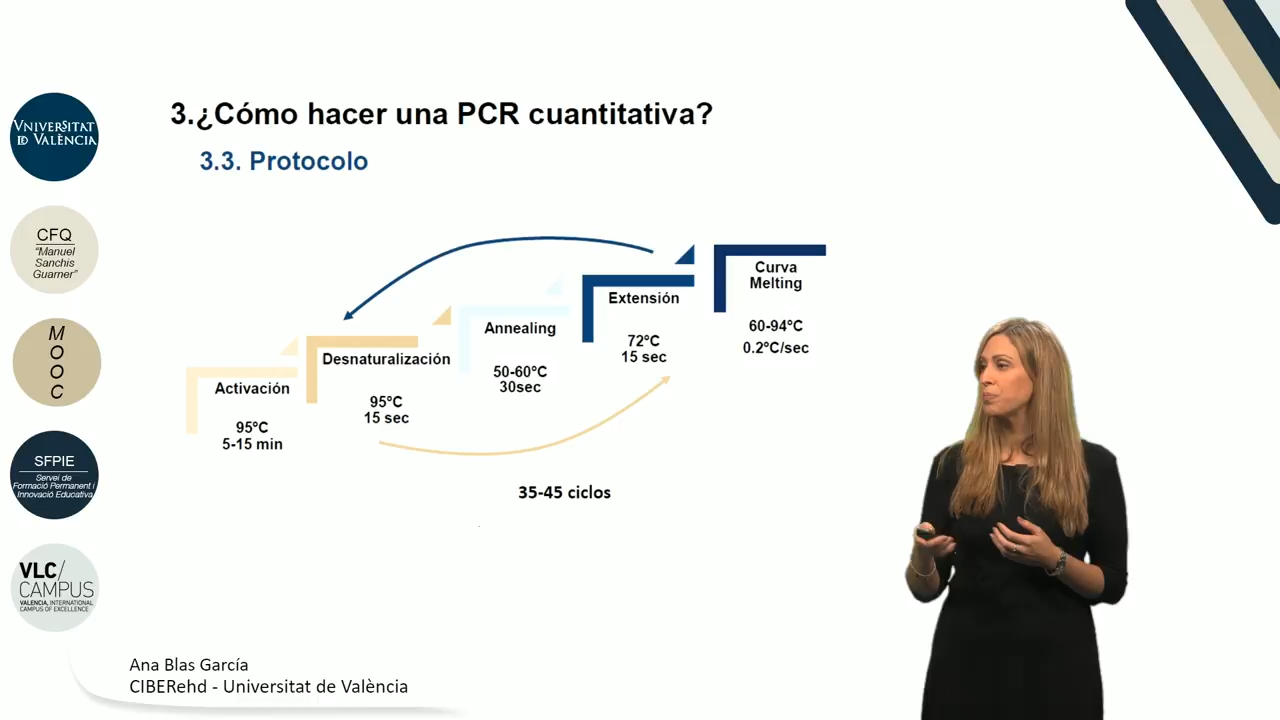 3.¿Cómo hacer una PCR cuantitativa?
3.3. Protocolo
VNIVERSITAT
ID VALÈNCIA
CFQ
“Manuel
Sanchis
Guarner”
M
O
O
C
SFPIE
Servei de
Formació Permanent i
Innovació Educativa
VLC/
CAMPUS
VALENCIA, INTERNATIONAL
CAMPUS OF EXCELLENCE
Activación
95ºC
5-15 min
Desnaturalización
95ºC
15 sec
Annealing
50-60ºC
30sec
Extensión
72ºC
15 sec
Curva
Melting
60-94ºC
0.2ºC/sec
35-45 ciclos
Ana Blas García
CIBERehd - Universitat de València